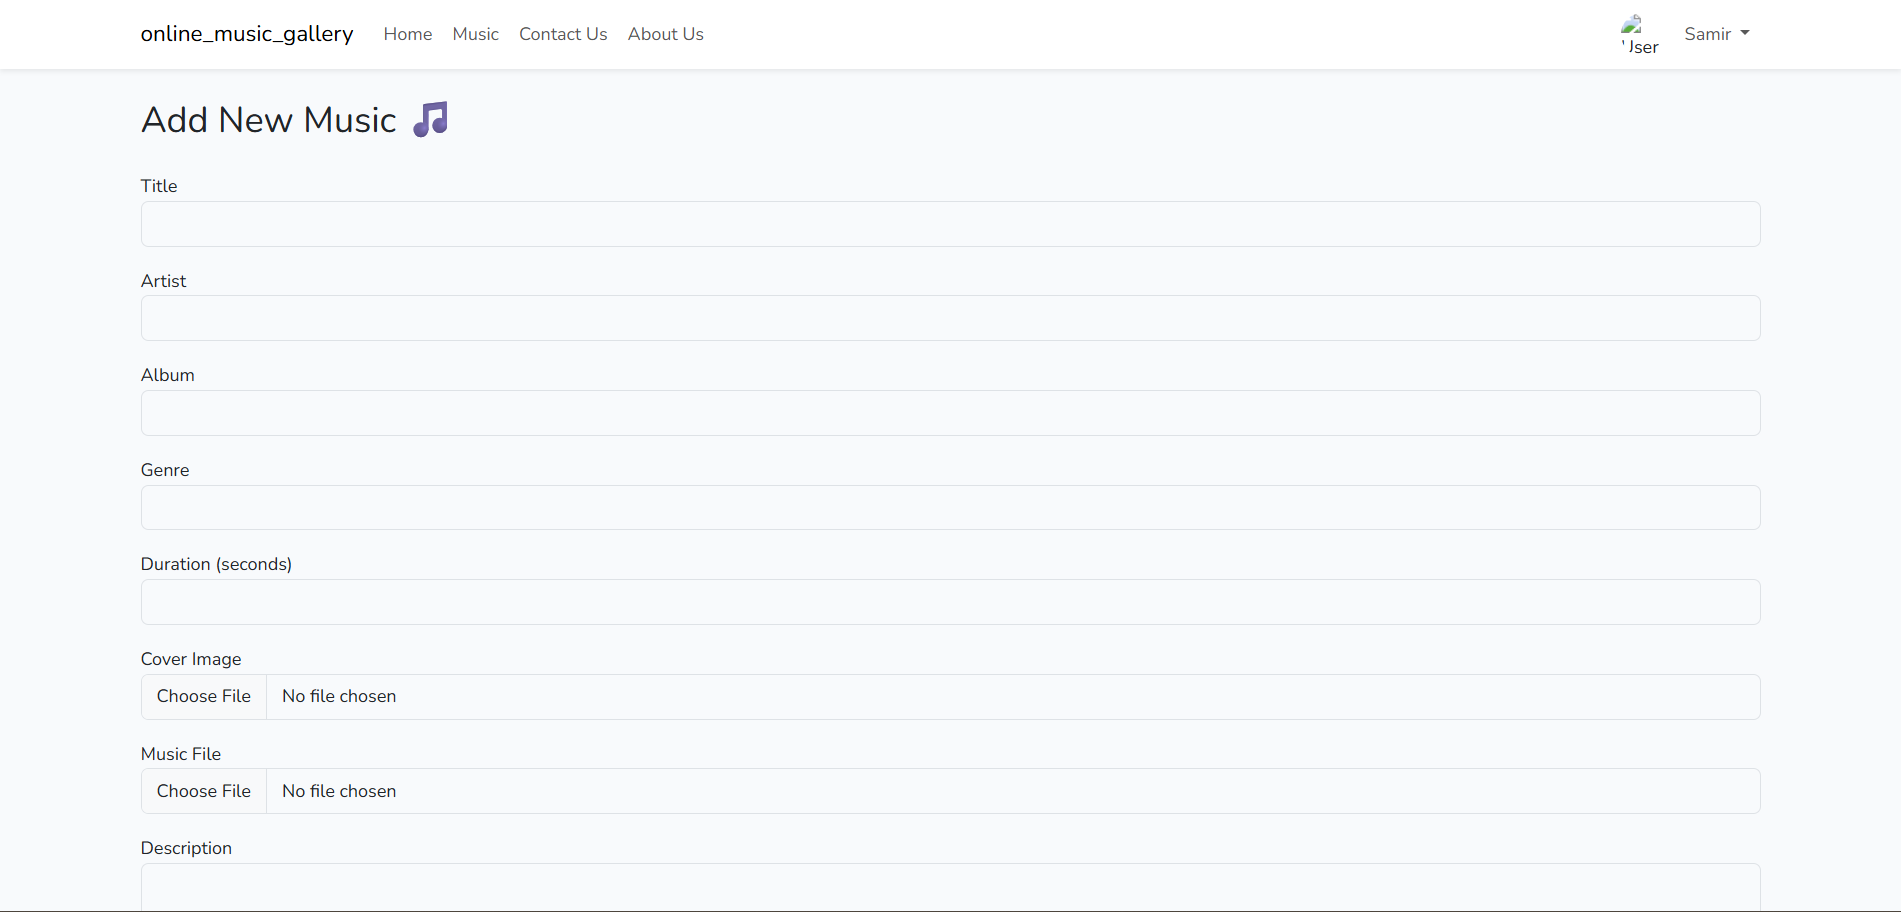 online_music_gallery Home Music Contact Us About Us User Samir
Add New Music 🎵
Title
Artist
Album
Genre
Duration (seconds)
Cover Image
Choose File No file chosen
Music File
Choose File No file chosen
Description